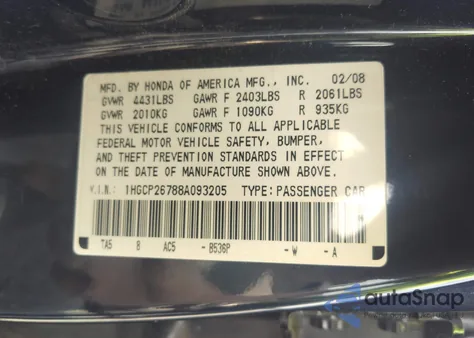 MFD. BY HONDA OF AMERICA MFG., INC. 02/08
GVWR 4431LBS GAWR F 2403LBS R 2061LBS
GVWR 2010KG GAWR F 1090KG R 935KG
THIS VEHICLE CONFORMS TO ALL APPLICABLE
FEDERAL MOTOR VEHICLE SAFETY, BUMPER,
AND THEFT PREVENTION STANDARDS IN EFFECT
ON THE DATE OF MANUFACTURE SHOWN ABOVE.
V.I.N.: 1HGCP26788A093205 TYPE:PASSENGER CAR
TA5 8 AC5 -B536P -W -A
autoSnap